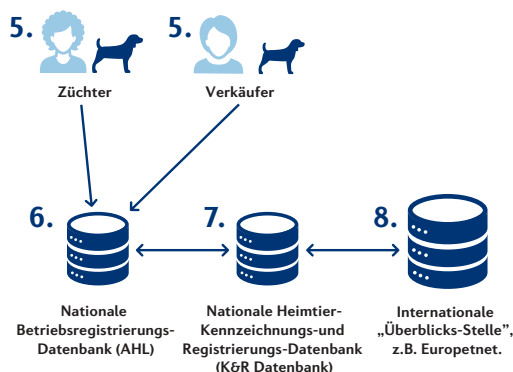 5.
5.
Züchter
Verkäufer
6.
7.
8.
Nationale
Betriebsregistrierungs-
Datenbank (AHL)
Nationale Heimtier-
Kennzeichnungs-und
Registrierungs-Datenbank
(K&R Datenbank)
Internationale
„Überblicks-Stelle”,
z.B. Europetnet.